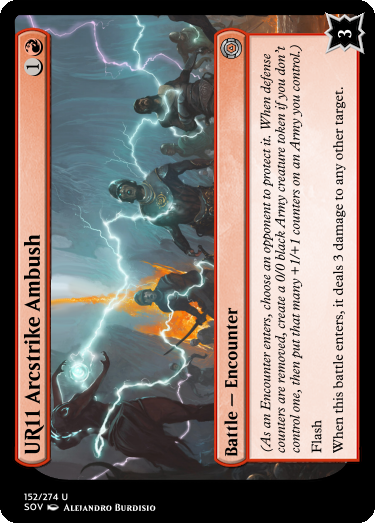 UR11 Arcstrike Ambush
1
Battle — Encounter
(As an Encounter enters, choose an opponent to protect it. When defense
counters are removed, create a 0/0 black Army creature token if you don't
control one, then put that many +1/+1 counters on an Army you control.)
Flash
When this battle enters, it deals 3 damage to any other target.
3
152/274 U
SOV Alejandro Burdisio